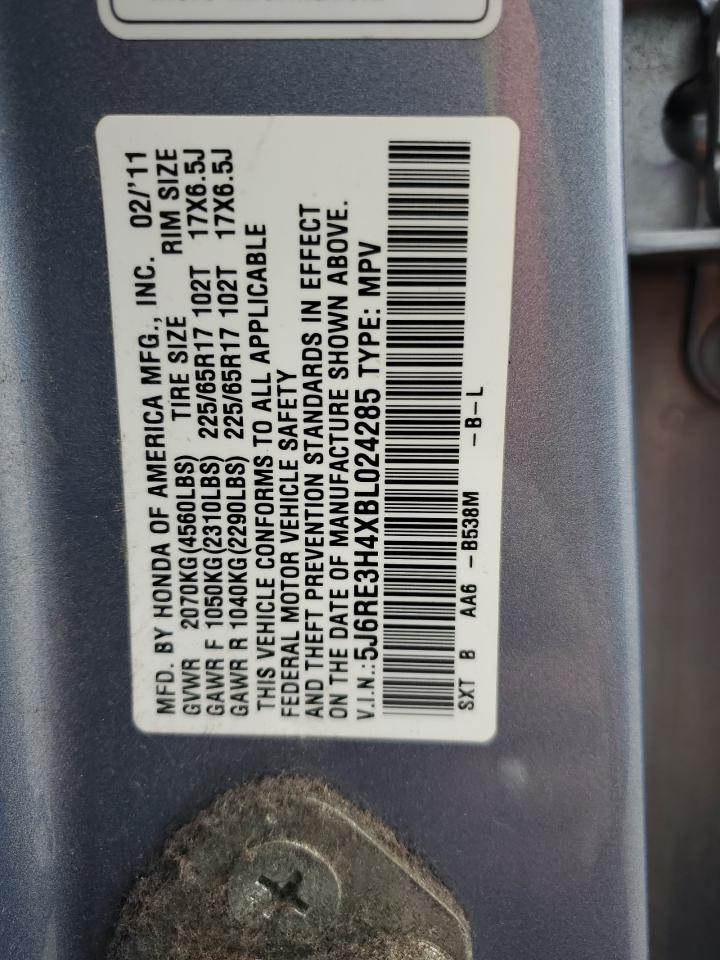 MFD. BY HONDA OF AMERICA MFG., INC. 02/'11
GVWR 2070KG(4560LBS) TIRE SIZE RIM SIZE
GAWR F 1050KG(2310LBS) 225/65R17 102T 17X6.5J
GAWR R 1040KG(2290LBS) 225/65R17 102T 17X6.5J
THIS VEHICLE CONFORMS TO ALL APPLICABLE
FEDERAL MOTOR VEHICLE SAFETY
AND THEFT PREVENTION STANDARDS IN EFFECT
ON THE DATE OF MANUFACTURE SHOWN ABOVE.
V.I.N.:5J6RE3H4XBL024285 TYPE: MPV
SXT B AA6 -B538M -B-L